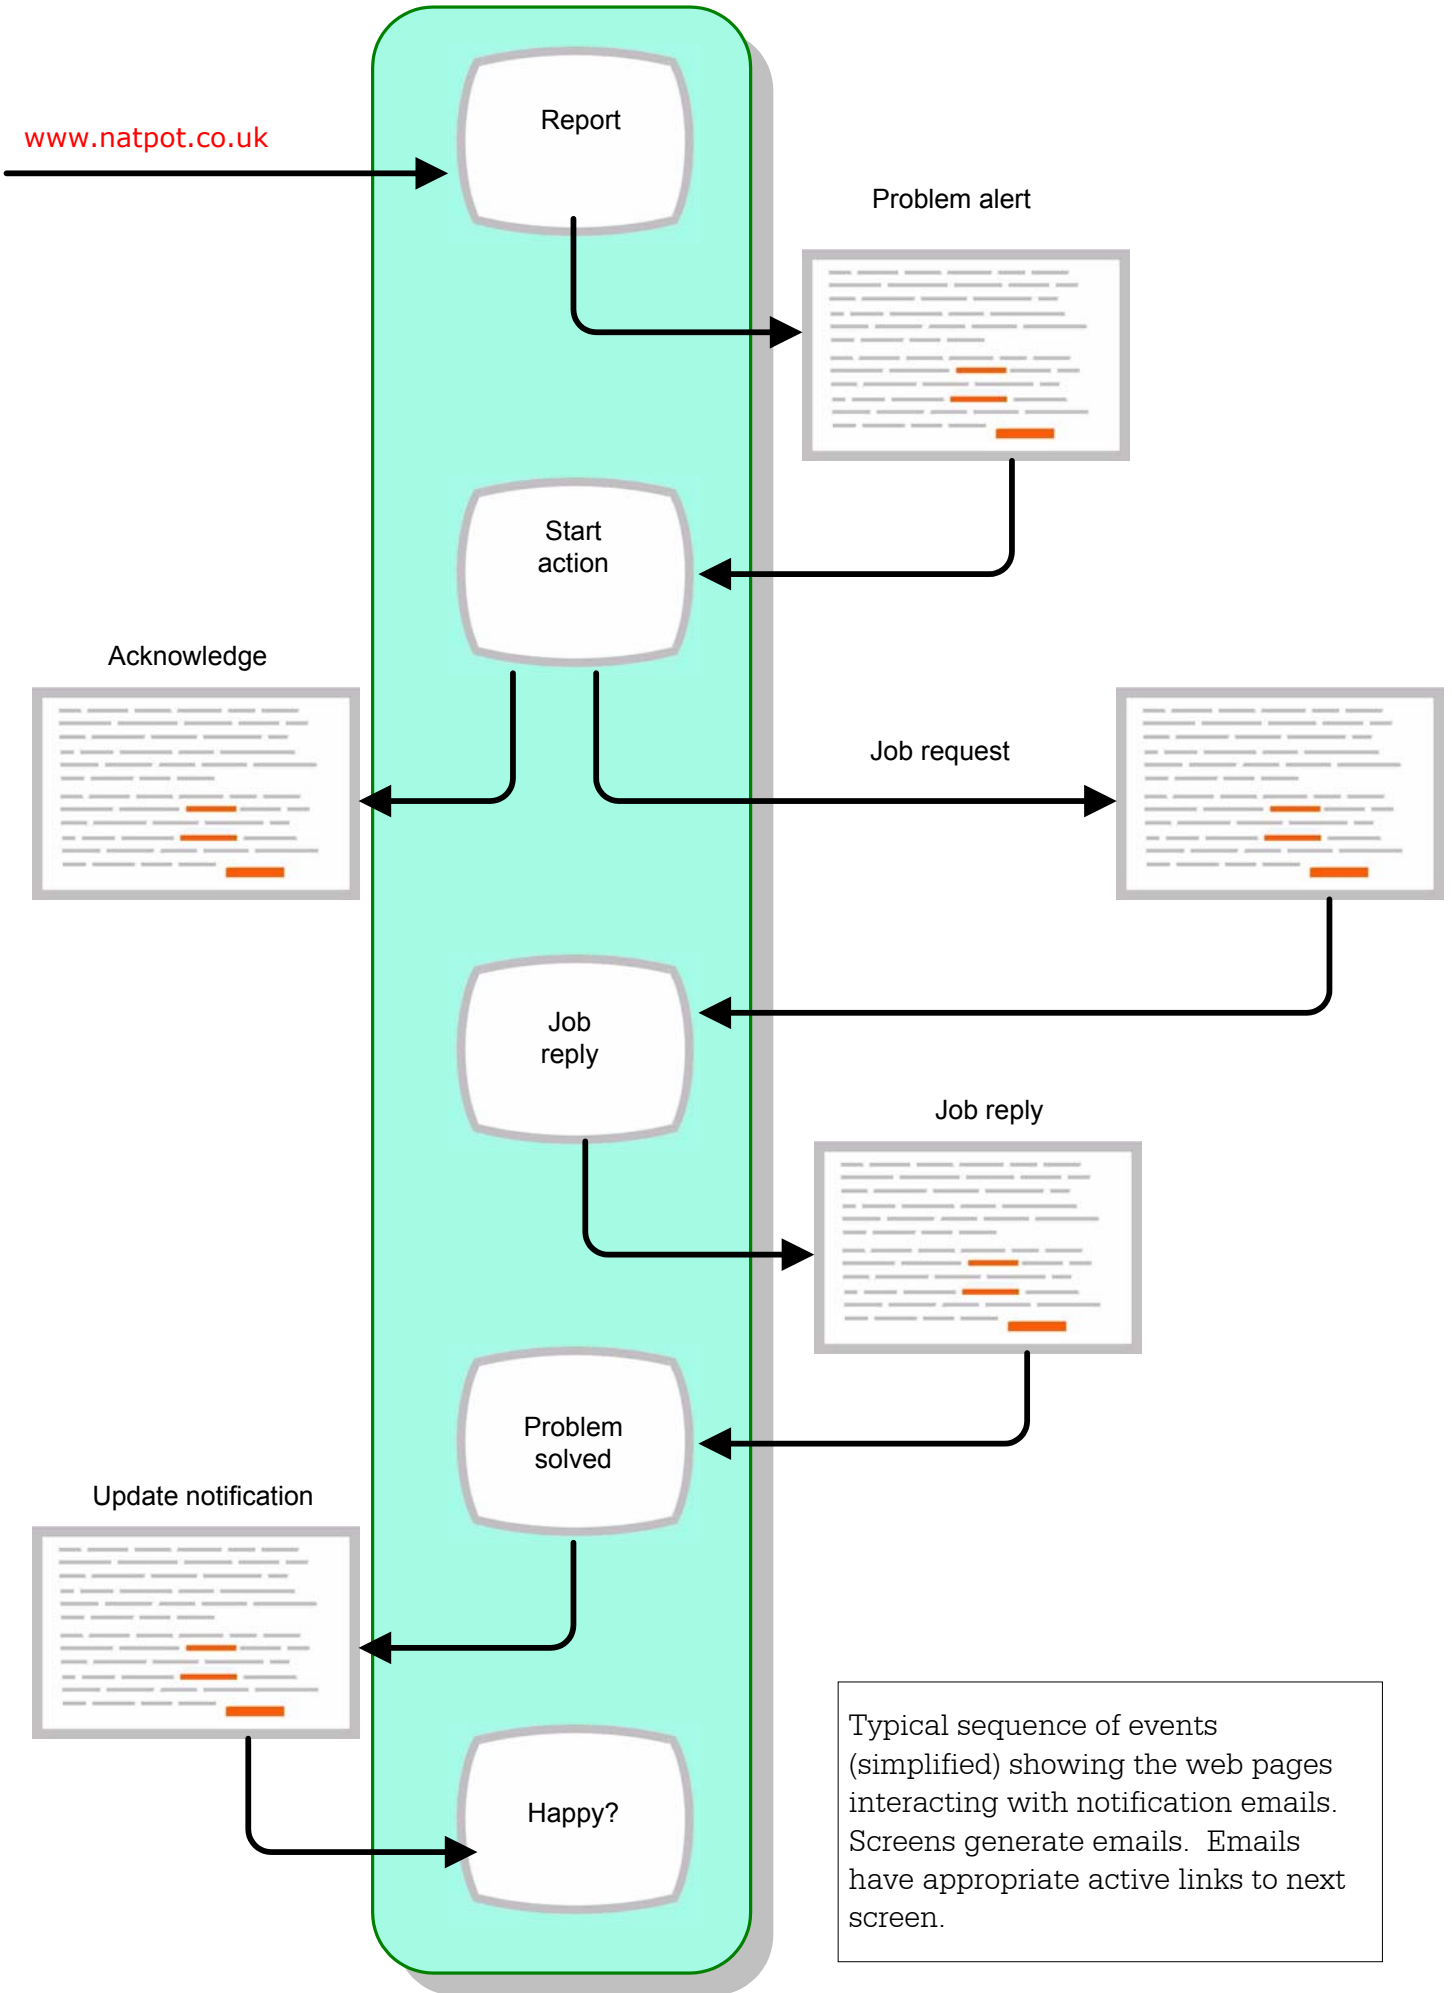 Report
www.natpot.co.uk
Problem alert
Start
action
Acknowledge
Job request
Job
reply
Job reply
Problem
solved
Update notification
Happy?
Typical sequence of events
(simplified) showing the web pages
interacting with notification emails.
Screens generate emails.  Emails
have appropriate active links to next
screen.